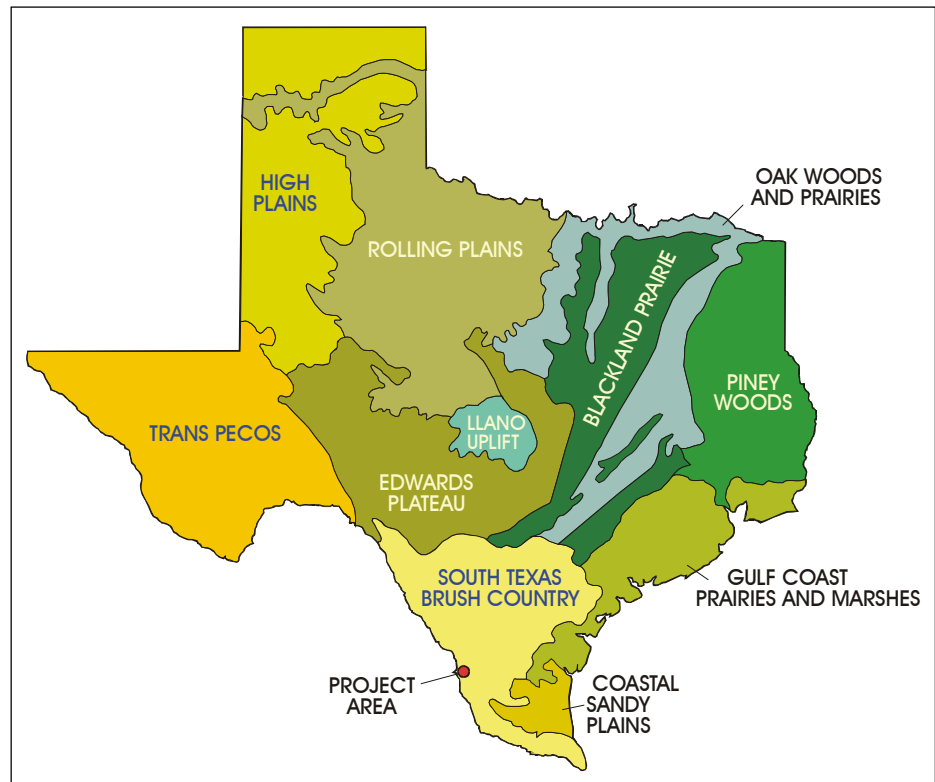 HIGH
PLAINS
OAK WOODS
AND PRAIRIES
ROLLING PLAINS
BLACKLAND PRAIRIE
PINEY
WOODS
TRANS PECOS
LLANO
UPLIFT
EDWARDS
PLATEAU
SOUTH TEXAS
BRUSH COUNTRY
GULF COAST
PRAIRIES AND MARSHES
PROJECT
AREA
COASTAL
SANDY
PLAINS